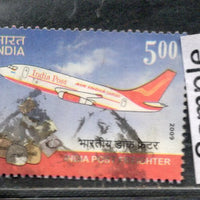 भारत
INDIA
5.00
India Post
भारतीय डाक फ्रेटर
2009
INDIA POST FREIGHTER